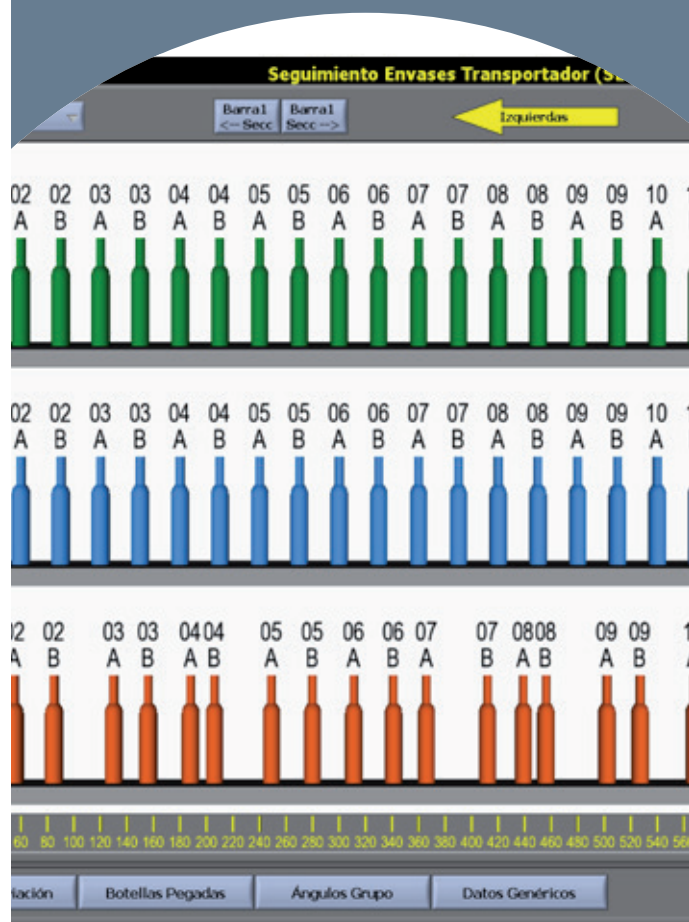 Seguimiento Envases Transportador
Barra1 Barra1
<-- Secc Secc -->
Izquierdas
02 02 03 03 04 04 05 05 06 06 07 07 08 08 09 09 10
A B A B A B A B A B A B A B A B A
02 02 03 03 04 04 05 05 06 06 07 07 08 08 09 09 10
A B A B A B A B A B A B A B A B A
02 02 03 03 04 04 05 05 06 06 07 07 08 08 09 09
A B A B A B A B A B A B A B A B
60 80 100 120 140 160 180 200 220 240 260 280 300 320 340 360 380 400 420 440 460 480 500 520 540 560
Botellas Pegadas Ángulos Grupo Datos Genéricos